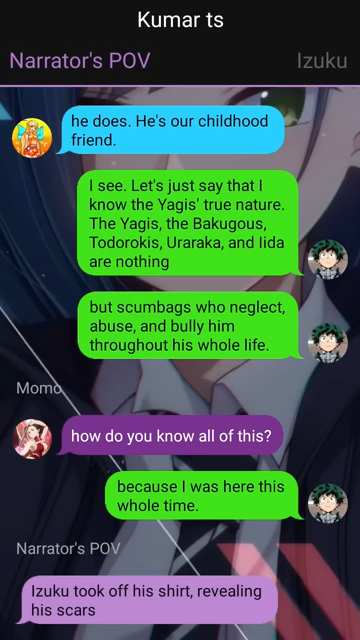 Kumar ts
Narrator's POV
Izuku
he does. He's our childhood
friend.
I see. Let's just say that I
know the Yagis' true nature.
The Yagis, the Bakugous,
Todorokis, Uraraka, and Iida
are nothing
but scumbags who neglect,
abuse, and bully him
throughout his whole life.
Momo
how do you know all of this?
because I was here this
whole time.
Narrator's POV
Izuku took off his shirt, revealing
his scars